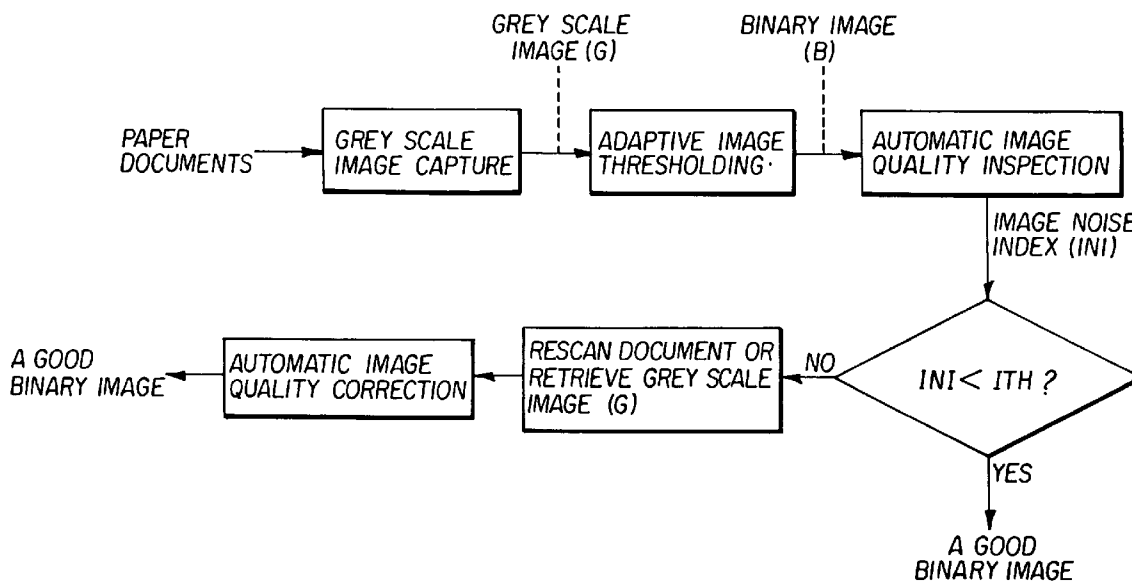 GREY SCALE
IMAGE (G)
BINARY IMAGE
(B)
PAPER
DOCUMENTS
GREY SCALE
IMAGE CAPTURE
ADAPTIVE IMAGE
THRESHOLDING
AUTOMATIC IMAGE
QUALITY INSPECTION
IMAGE NOISE
INDEX (INI)
INI < ITH ?
NO
RESCAN DOCUMENT OR
RETRIEVE GREY SCALE
IMAGE (G)
AUTOMATIC IMAGE
QUALITY CORRECTION
A GOOD
BINARY IMAGE
YES
A GOOD
BINARY IMAGE